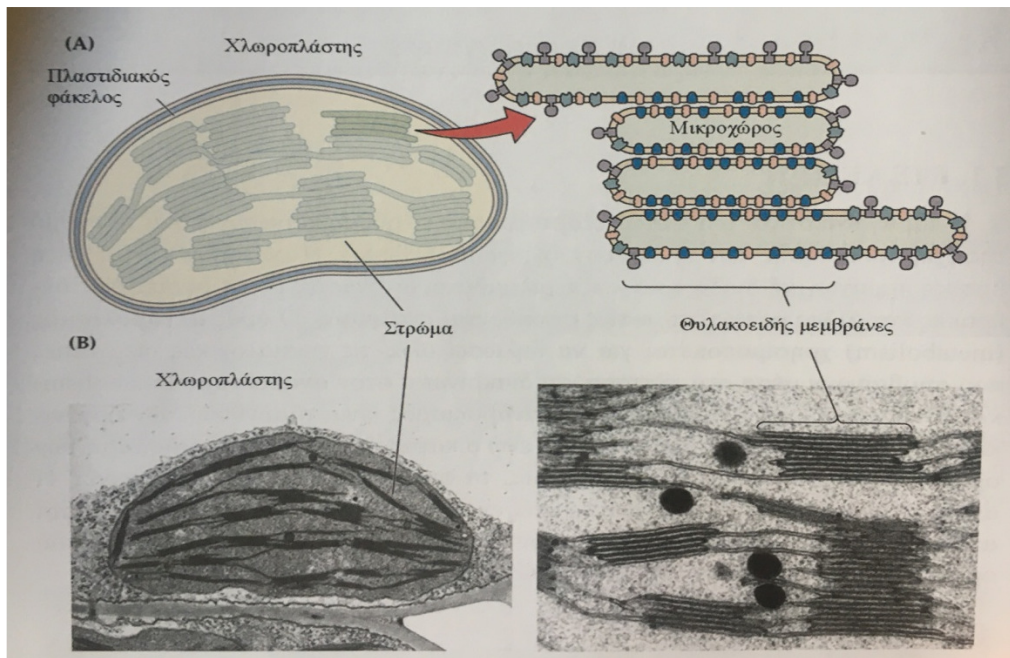 (A)
Χλωροπλάστης
Πλαστιδιακός
φάκελος
Μικροχώρος
Στρώμα
Θυλακοειδής μεμβράνες
(B)
Χλωροπλάστης